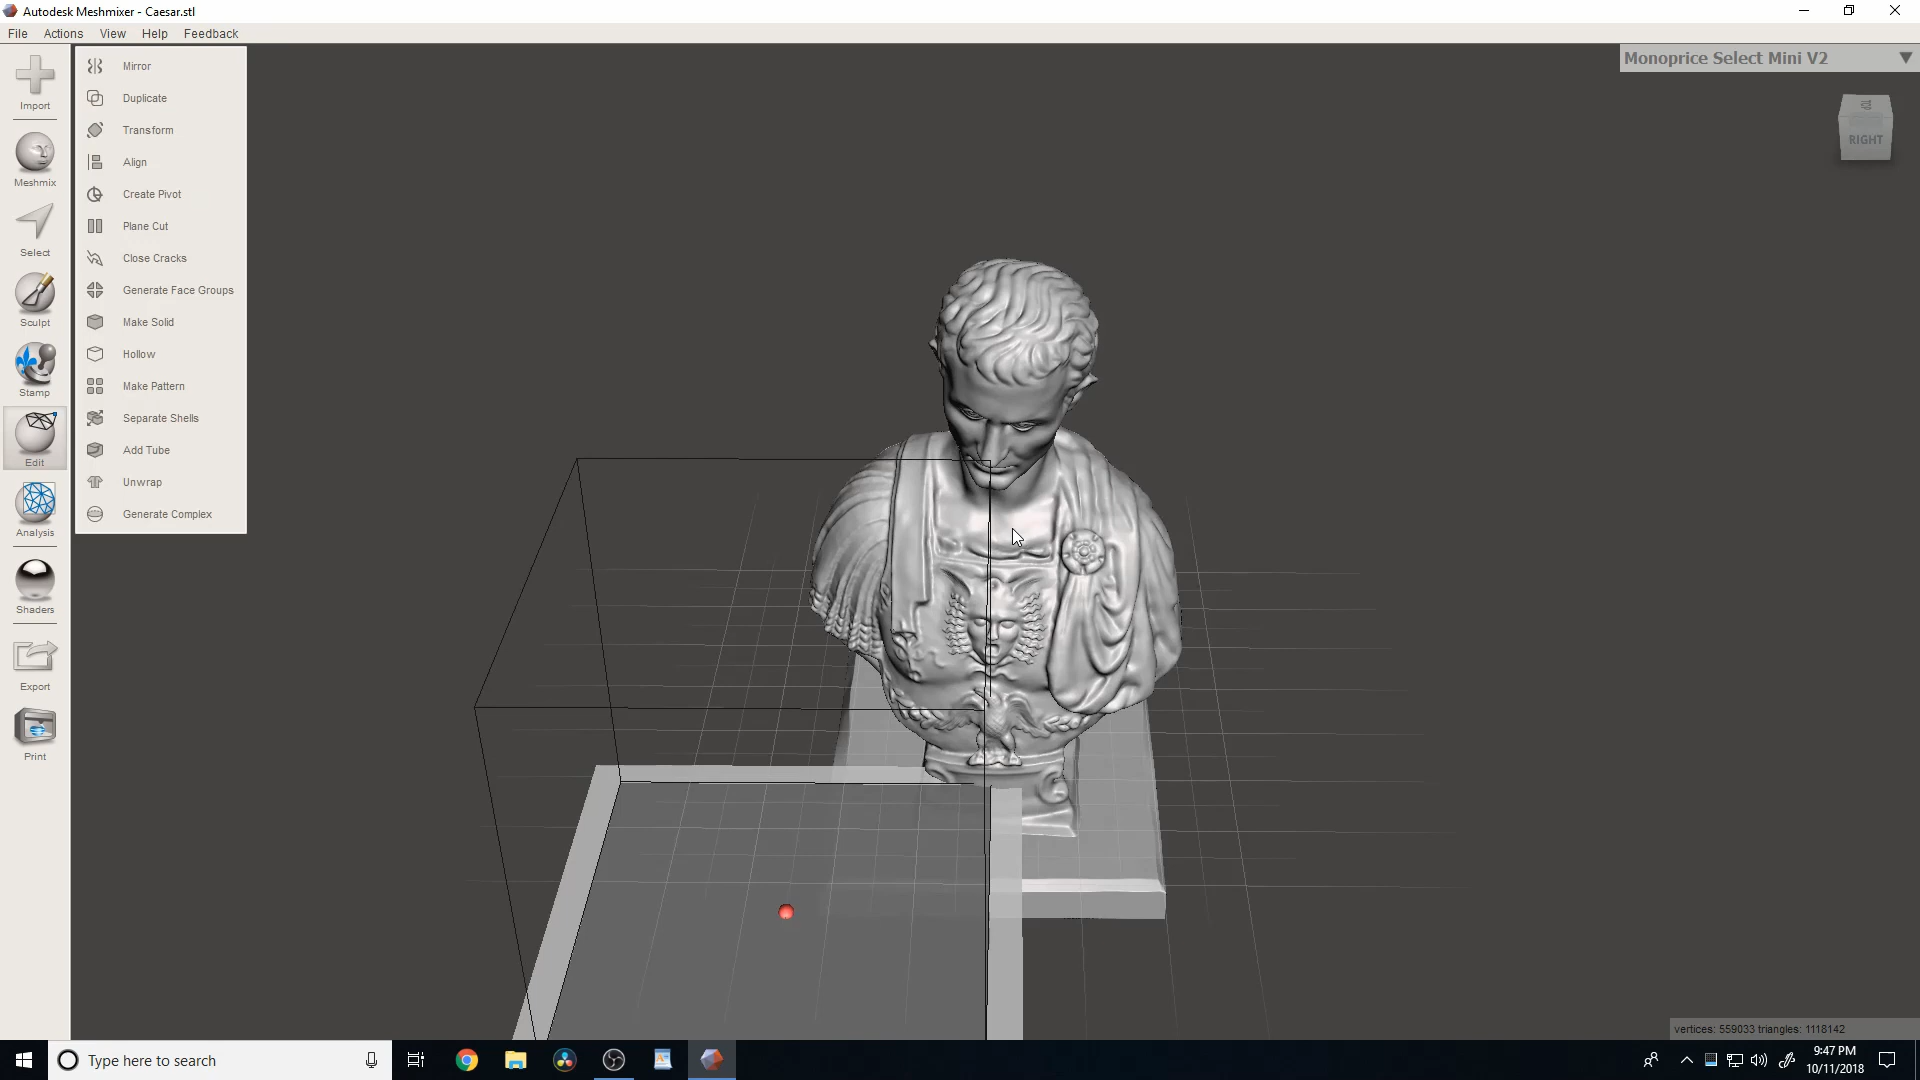 Autodesk Meshmixer - Caesar.stl
File Actions View Help Feedback
Import
Meshmix
Select
Sculpt
Stamp
Edit
Analysis
Shaders
Export
Print
Mirror
Duplicate
Transform
Align
Create Pivot
Plane Cut
Close Cracks
Generate Face Groups
Make Solid
Hollow
Make Pattern
Separate Shells
Add Tube
Unwrap
Generate Complex
Monoprice Select Mini V2
RIGHT
vertices: 559033 triangles: 1118142
Type here to search
9:47 PM
10/11/2018